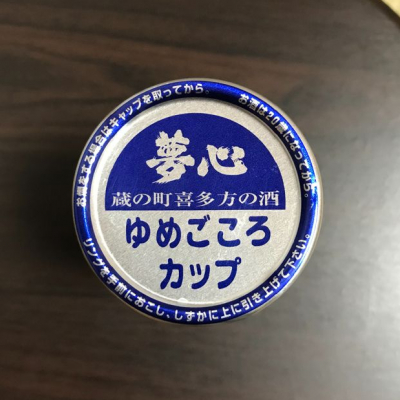 夢心
蔵の町喜多方の酒
ゆめごころ
カップ
お酒は20歳になってから。
リングを手前におこし、しずかに上に引き上げて下さい。
お燗をする場合はキャップを取ってから。